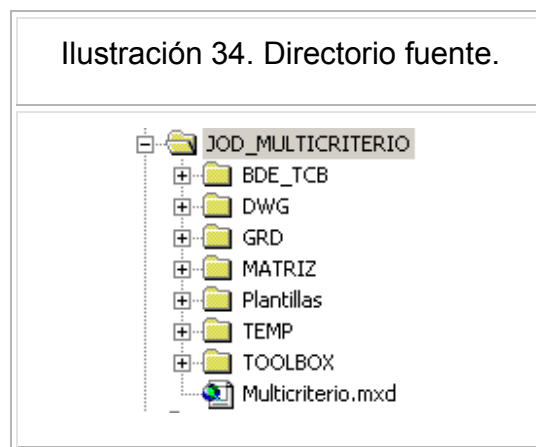 Ilustración 34. Directorio fuente.
JOD_MULTICRITERIO
BDE_TCB
DWG
GRD
MATRIZ
Plantillas
TEMP
TOOLBOX
Multicriterio.mxd